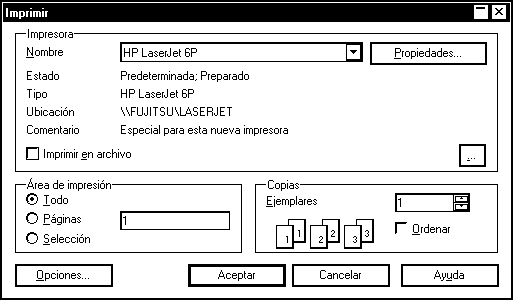 Imprimir
Impresora
Nombre HP LaserJet 6P Propiedades...
Estado Predeterminada; Preparado
Tipo HP LaserJet 6P
Ubicación \\FUJITSU\LASERJET
Comentario Especial para esta nueva impresora
Imprimir en archivo ...
Área de impresión
Todo
Páginas 1
Selección
Copias
Ejemplares 1
1 1 2 2 3 3 Ordenar
Opciones... Aceptar Cancelar Ayuda